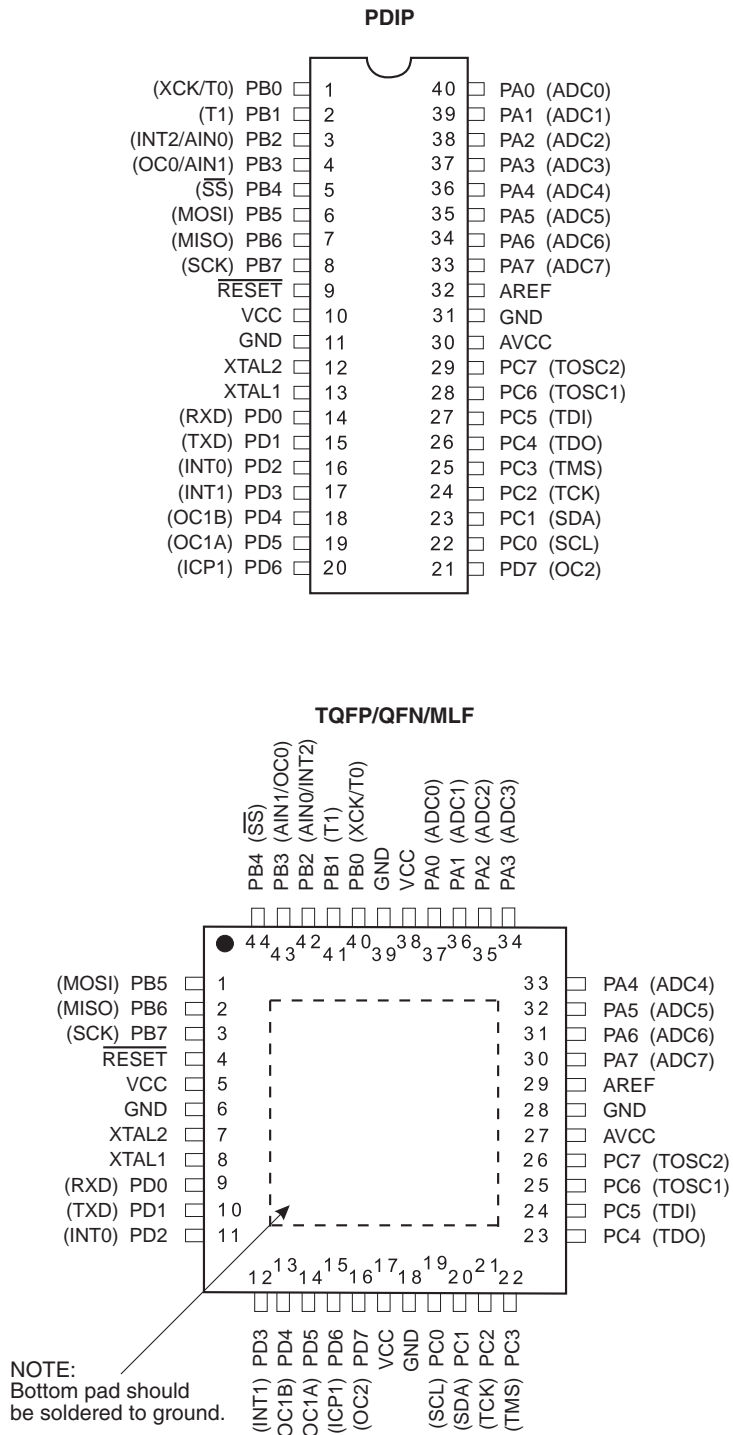 PDIP
(XCK/T0) PB0 1 40 PA0 (ADC0)
(T1) PB1 2 39 PA1 (ADC1)
(INT2/AIN0) PB2 3 38 PA2 (ADC2)
(OC0/AIN1) PB3 4 37 PA3 (ADC3)
(SS) PB4 5 36 PA4 (ADC4)
(MOSI) PB5 6 35 PA5 (ADC5)
(MISO) PB6 7 34 PA6 (ADC6)
(SCK) PB7 8 33 PA7 (ADC7)
RESET 9 32 AREF
VCC 10 31 GND
GND 11 30 AVCC
XTAL2 12 29 PC7 (TOSC2)
XTAL1 13 28 PC6 (TOSC1)
(RXD) PD0 14 27 PC5 (TDI)
(TXD) PD1 15 26 PC4 (TDO)
(INT0) PD2 16 25 PC3 (TMS)
(INT1) PD3 17 24 PC2 (TCK)
(OC1B) PD4 18 23 PC1 (SDA)
(OC1A) PD5 19 22 PC0 (SCL)
(ICP1) PD6 20 21 PD7 (OC2)
TQFP/QFN/MLF
PB4 (SS)
PB3 (AIN1/OC0)
PB2 (AIN0/INT2)
PB1 (T1)
PB0 (XCK/T0)
GND
VCC
PA0 (ADC0)
PA1 (ADC1)
PA2 (ADC2)
PA3 (ADC3)
44 43 42 41 40 39 38 37 36 35 34
(MOSI) PB5 1 33 PA4 (ADC4)
(MISO) PB6 2 32 PA5 (ADC5)
(SCK) PB7 3 31 PA6 (ADC6)
RESET 4 30 PA7 (ADC7)
VCC 5 29 AREF
GND 6 28 GND
XTAL2 7 27 AVCC
XTAL1 8 26 PC7 (TOSC2)
(RXD) PD0 9 25 PC6 (TOSC1)
(TXD) PD1 10 24 PC5 (TDI)
(INT0) PD2 11 23 PC4 (TDO)
12 13 14 15 16 17 18 19 20 21 22
(INT1) PD3
OC1B) PD4
OC1A) PD5
(ICP1) PD6
(OC2) PD7
VCC
GND
(SCL) PC0
(SDA) PC1
(TCK) PC2
(TMS) PC3
NOTE:
Bottom pad should
be soldered to ground.